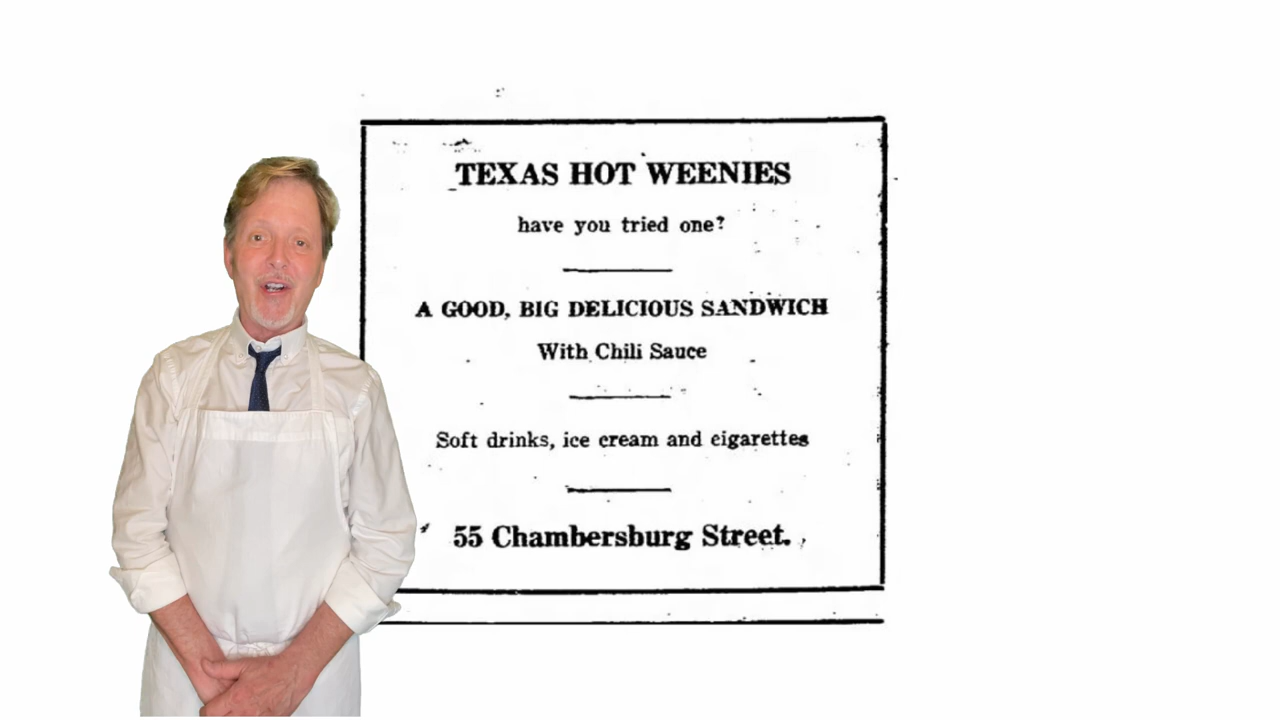 TEXAS HOT WEENIES
have you tried one?
A GOOD, BIG DELICIOUS SANDWICH
With Chili Sauce
Soft drinks, ice cream and cigarettes
55 Chambersburg Street.